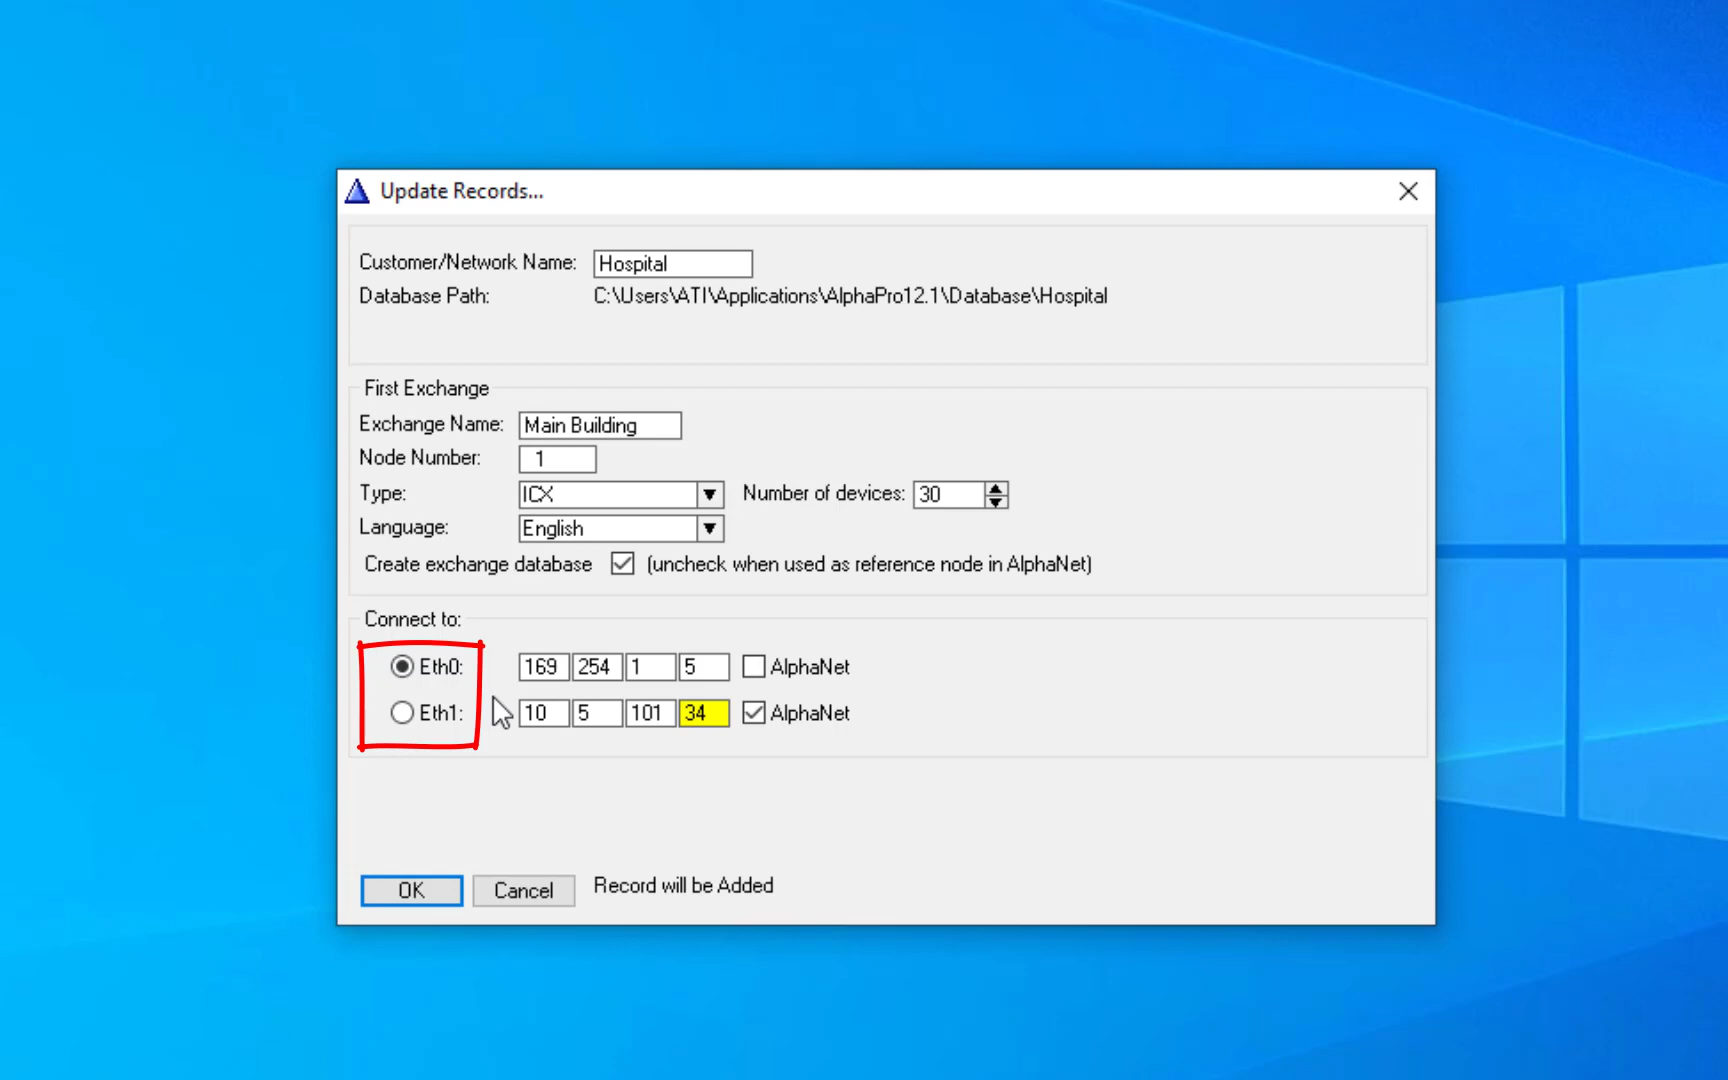 Update Records...
Customer/Network Name: Hospital
Database Path: C:\Users\ATI\Applications\AlphaPro12.1\Database\Hospital
First Exchange
Exchange Name: Main Building
Node Number: 1
Type: ICX Number of devices: 30
Language: English
Create exchange database (uncheck when used as reference node in AlphaNet)
Connect to:
Eth0: 169 254 1 5 AlphaNet
Eth1: 10 5 101 34 AlphaNet
OK Cancel Record will be Added